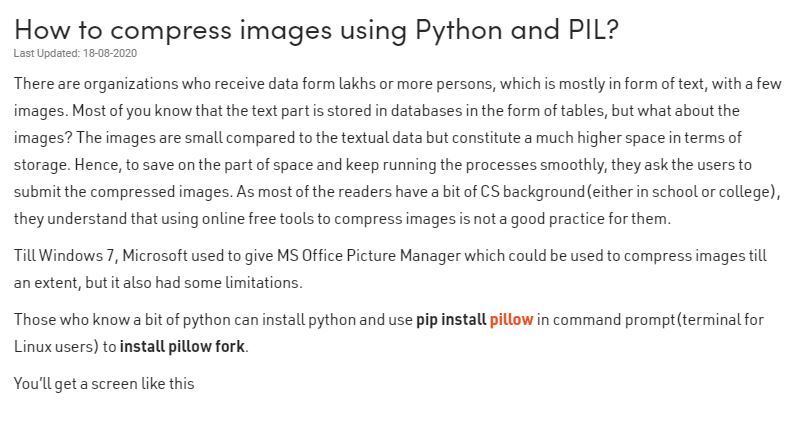 How to compress images using Python and PIL?
Last Updated: 18-08-2020
There are organizations who receive data form lakhs or more persons, which is mostly in form of text, with a few
images. Most of you know that the text part is stored in databases in the form of tables, but what about the
images? The images are small compared to the textual data but constitute a much higher space in terms of
storage. Hence, to save on the part of space and keep running the processes smoothly, they ask the users to
submit the compressed images. As most of the readers have a bit of CS background(either in school or college),
they understand that using online free tools to compress images is not a good practice for them.
Till Windows 7, Microsoft used to give MS Office Picture Manager which could be used to compress images till
an extent, but it also had some limitations.
Those who know a bit of python can install python and use pip install pillow in command prompt(terminal for
Linux users) to install pillow fork.
You’ll get a screen like this